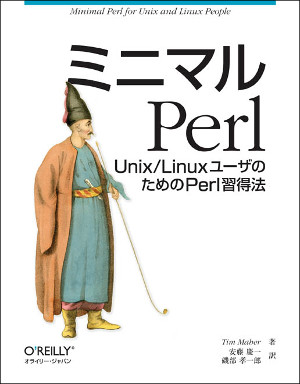 Minimal Perl for Unix and Linux People
ミニマル
Perl
Unix/Linuxユーザの
ためのPerl習得法
Tim Maher 著
安藤 慶一
磯部 孝一郎 訳
O'REILLY®
オライリー・ジャパン